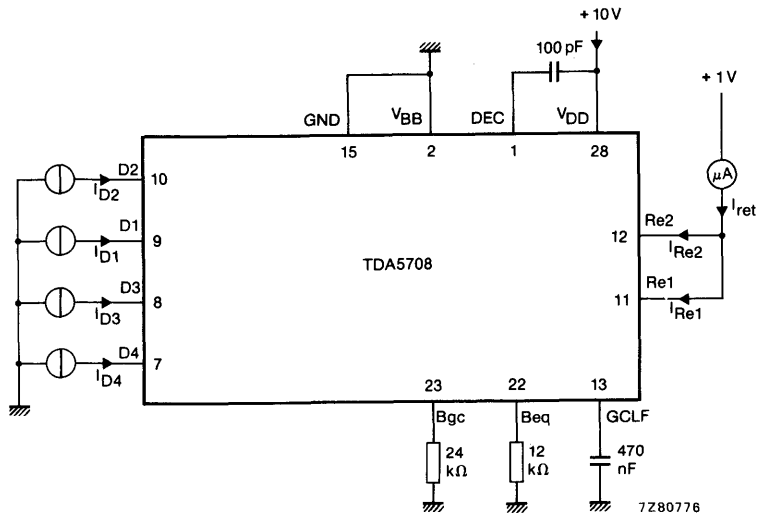 +10V
100 pF
+1V
GND
VBB
DEC
VDD
15
2
1
28
µA
Iret
D2
10
ID2
D1
9
ID1
D3
8
ID3
D4
7
ID4
TDA5708
Re2
12
IRe2
Re1
11
IRe1
23
22
13
Bgc
Beq
GCLF
24
kΩ
12
kΩ
470
nF
7Z80776